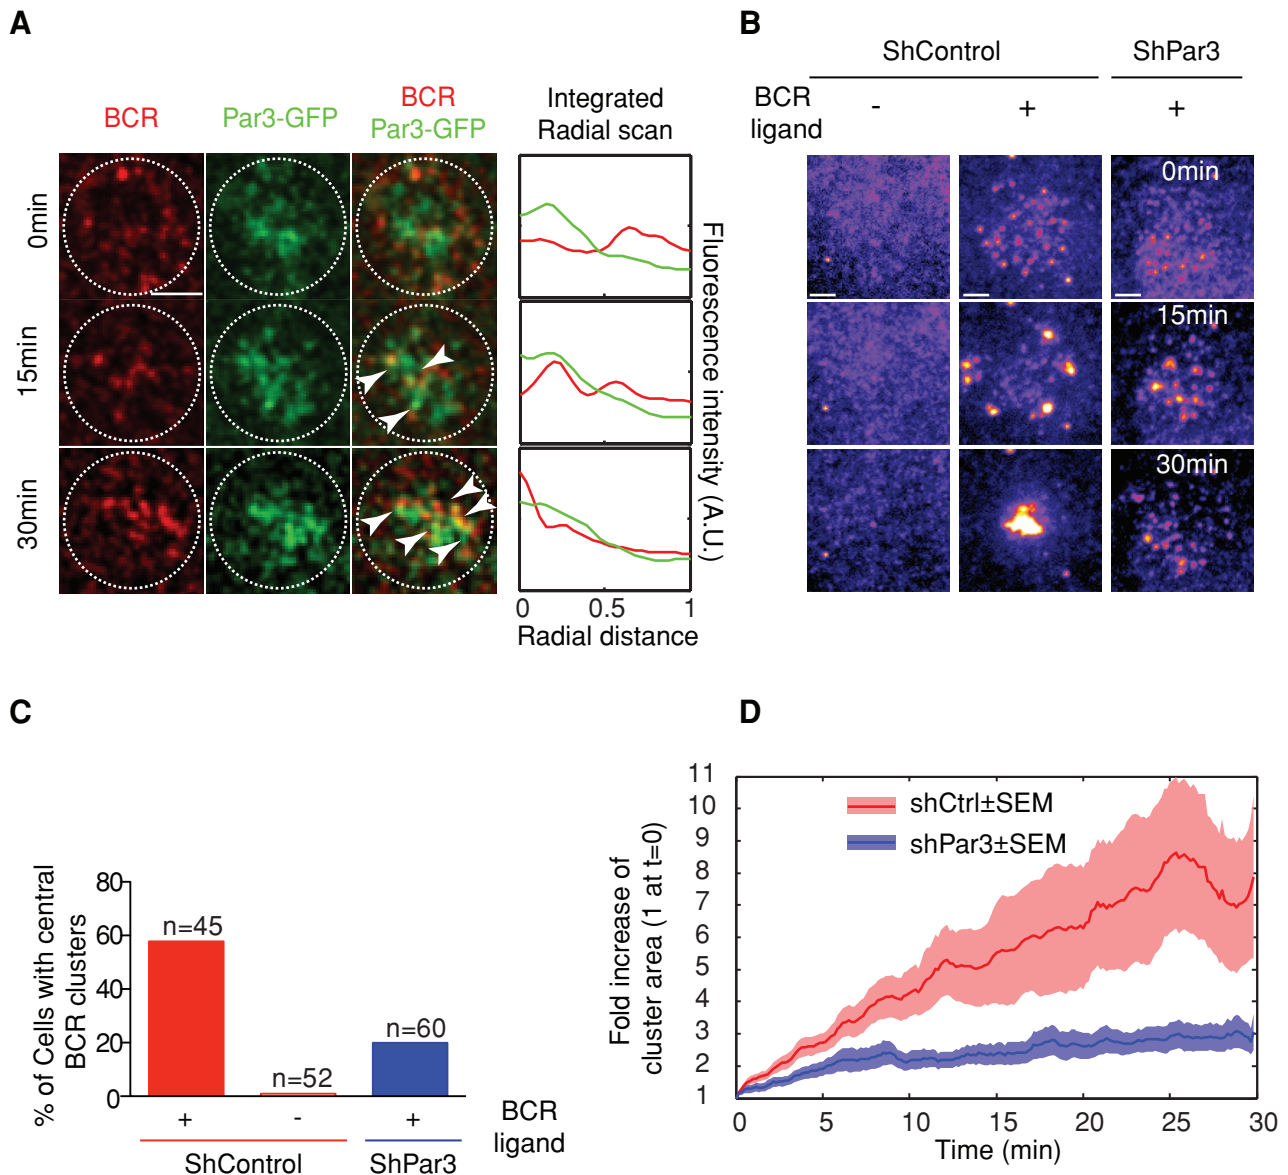 A
BCR
Par3-GFP
BCR
Par3-GFP
Integrated
Radial scan
0min
15min
30min
Fluorescence intensity (A.U.)
0 0.5 1
Radial distance
B
ShControl ShPar3
BCR
ligand
- + +
0min
15min
30min
C
% of Cells with central
BCR clusters
80
60
40
20
0
n=45
n=52
n=60
+ - +
BCR
ligand
ShControl ShPar3
D
Fold increase of
cluster area (1 at t=0)
11
10
9
8
7
6
5
4
3
2
1
shCtrl±SEM
shPar3±SEM
0 5 10 15 20 25 30
Time (min)